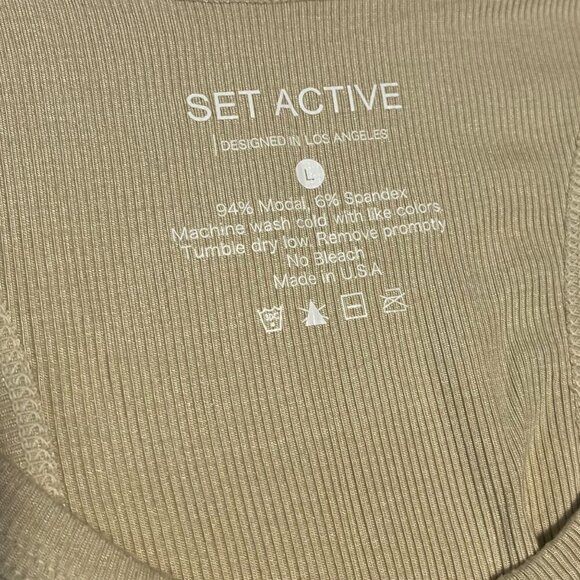 SET ACTIVE
DESIGNED IN LOS ANGELES
L
94% Modal, 6% Spandex
Machine wash cold with like colors
Tumble dry low. Remove promptly
No Bleach
Made in U.S.A
30C